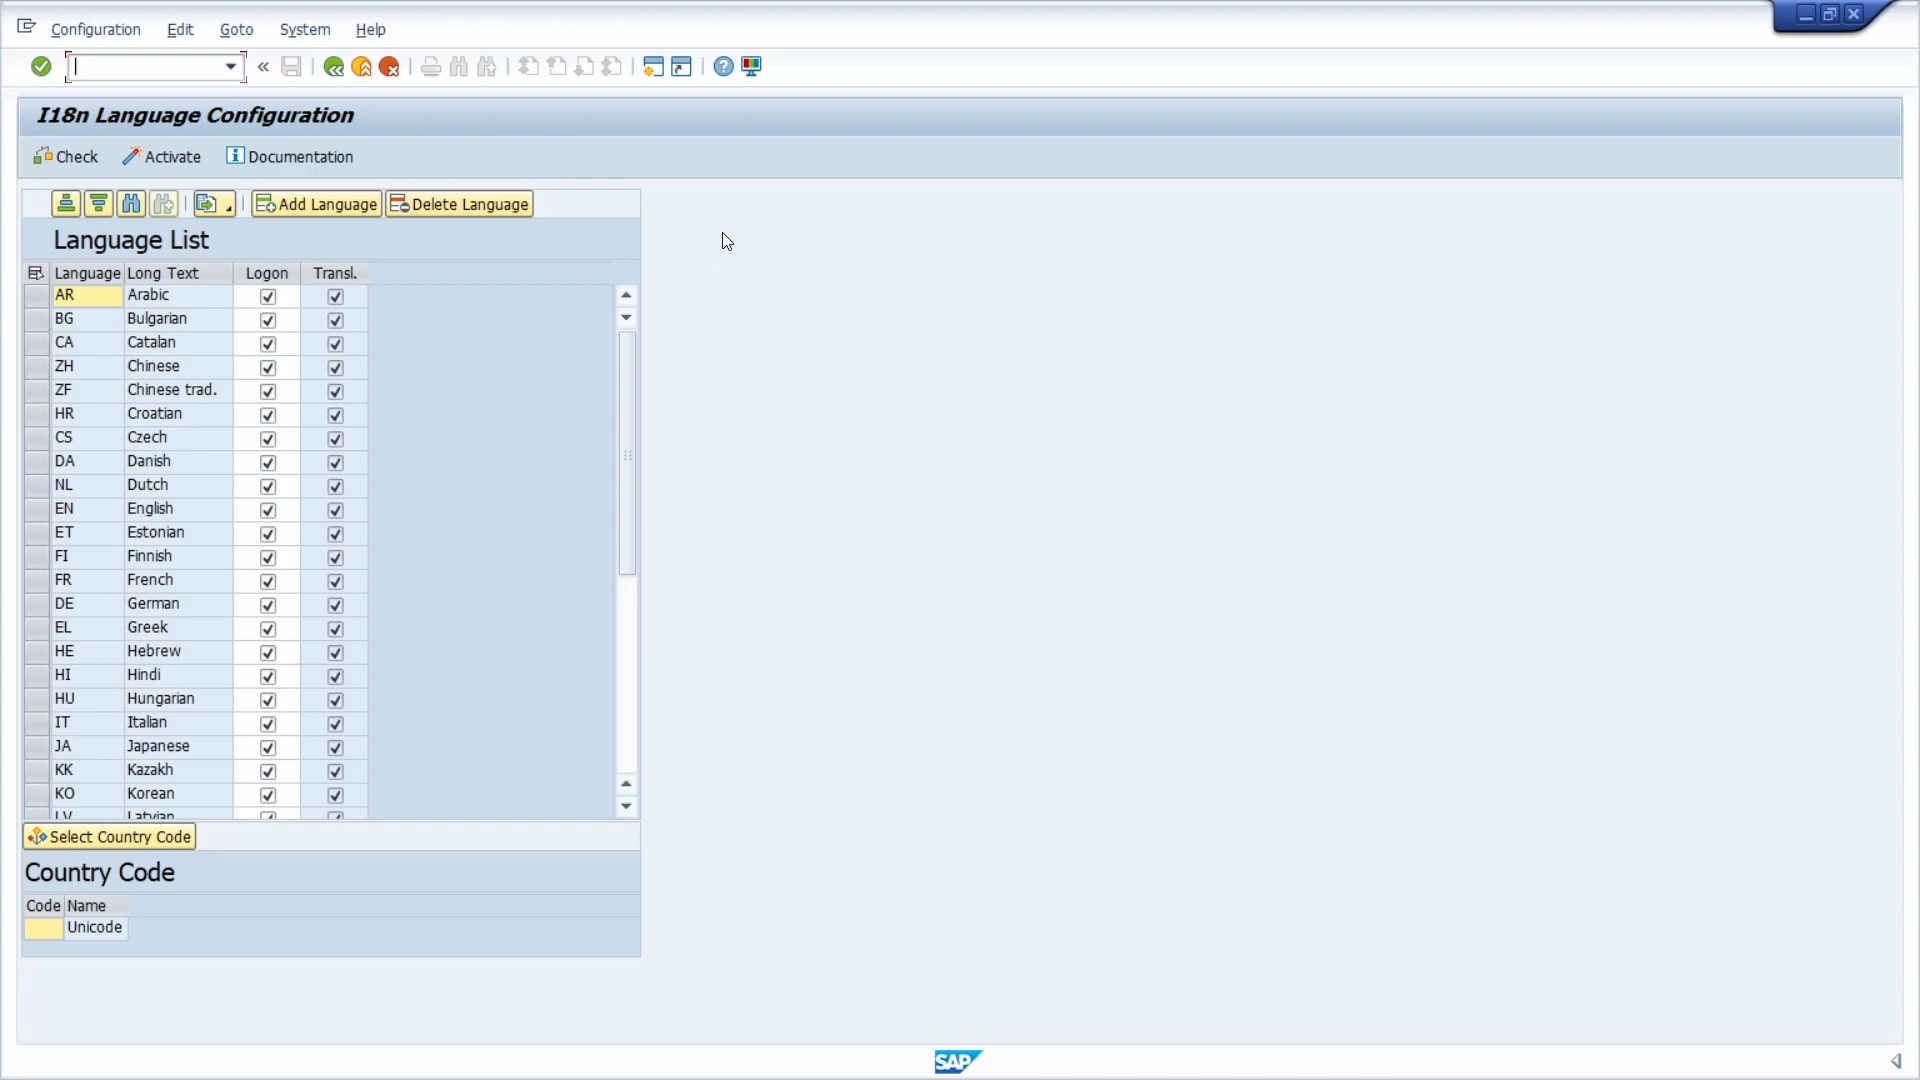 Configuration Edit Goto System Help
I18n Language Configuration
Check Activate Documentation
Add Language Delete Language
Language List
Language Long Text Logon Transl.
AR Arabic
BG Bulgarian
CA Catalan
ZH Chinese
ZF Chinese trad.
HR Croatian
CS Czech
DA Danish
NL Dutch
EN English
ET Estonian
FI Finnish
FR French
DE German
EL Greek
HE Hebrew
HI Hindi
HU Hungarian
IT Italian
JA Japanese
KK Kazakh
KO Korean
LV Latvian
Select Country Code
Country Code
Code Name
Unicode
SAP